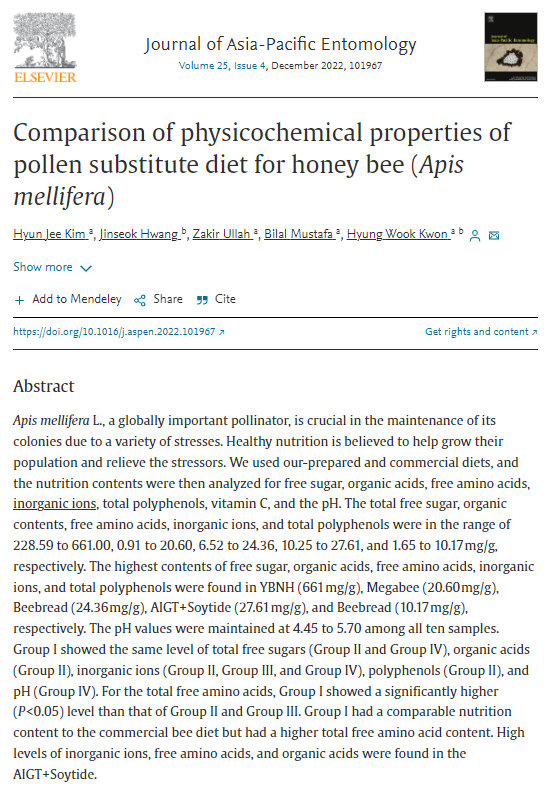 ELSEVIER
Journal of Asia-Pacific Entomology
Volume 25, Issue 4, December 2022, 101967
Comparison of physicochemical properties of
pollen substitute diet for honey bee (Apis
mellifera)
Hyun Jee Kim a, Jinseok Hwang b, Zakir Ullah a, Bilal Mustafa a, Hyung Wook Kwon a b
Show more
+ Add to Mendeley Share Cite
https://doi.org/10.1016/j.aspen.2022.101967 ↗ Get rights and content ↗
Abstract
Apis mellifera L., a globally important pollinator, is crucial in the maintenance of its
colonies due to a variety of stresses. Healthy nutrition is believed to help grow their
population and relieve the stressors. We used our-prepared and commercial diets, and
the nutrition contents were then analyzed for free sugar, organic acids, free amino acids,
inorganic ions, total polyphenols, vitamin C, and the pH. The total free sugar, organic
contents, free amino acids, inorganic ions, and total polyphenols were in the range of
228.59 to 661.00, 0.91 to 20.60, 6.52 to 24.36, 10.25 to 27.61, and 1.65 to 10.17 mg/g,
respectively. The highest contents of free sugar, organic acids, free amino acids, inorganic
ions, and total polyphenols were found in YBNH (661 mg/g), Megabee (20.60 mg/g),
Beebread (24.36 mg/g), AIGT+Soytide (27.61 mg/g), and Beebread (10.17 mg/g),
respectively. The pH values were maintained at 4.45 to 5.70 among all ten samples.
Group I showed the same level of total free sugars (Group II and Group IV), organic acids
(Group II), inorganic ions (Group II, Group III, and Group IV), polyphenols (Group II), and
pH (Group IV). For the total free amino acids, Group I showed a significantly higher
(P<0.05) level than that of Group II and Group III. Group I had a comparable nutrition
content to the commercial bee diet but had a higher total free amino acid content. High
levels of inorganic ions, free amino acids, and organic acids were found in the
AIGT+Soytide.